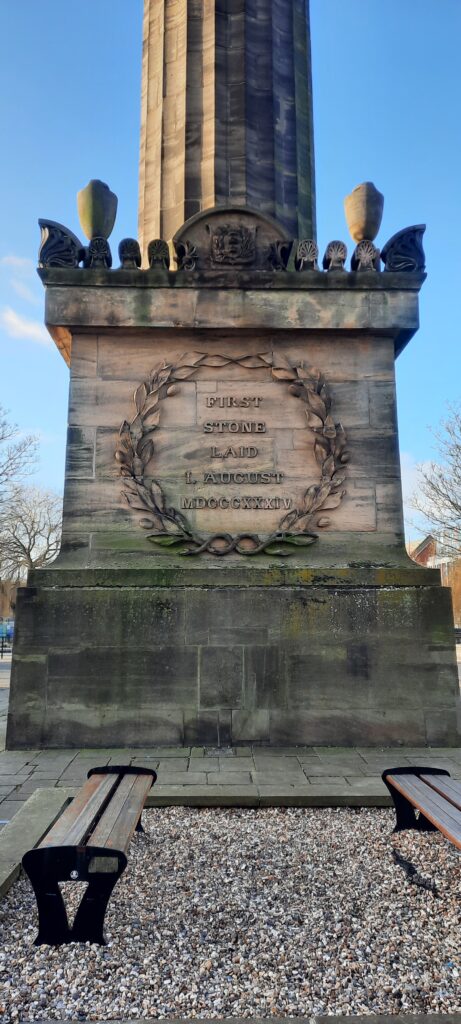 FIRST
STONE
LAID
1. AUGUST
MDCCCXXXIV